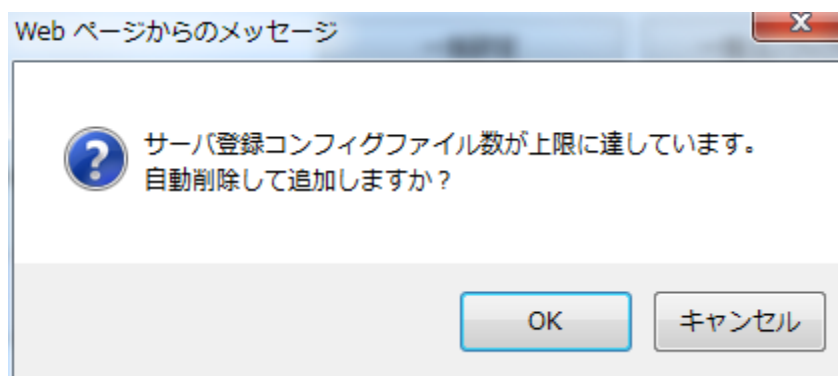 Web ページからのメッセージ
サーバ登録コンフィグファイル数が上限に達しています。
自動削除して追加しますか？
OK
キャンセル